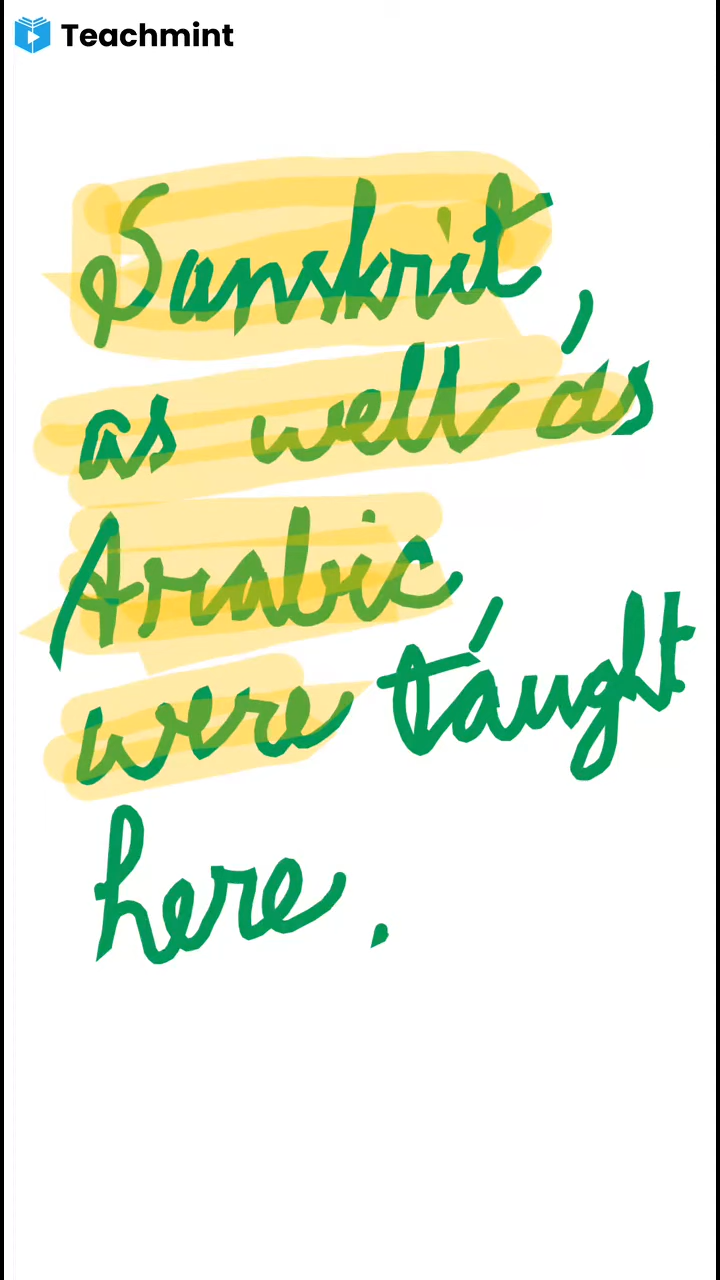 Teachmint
Sanskrit,
as well as
Arabic,
were taught
here.